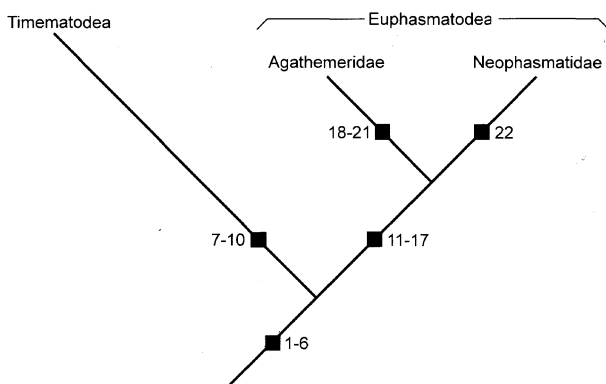 Timematodea
Euphasmatodea
Agathemeridae
Neophasmatidae
18-21
22
7-10
11-17
1-6